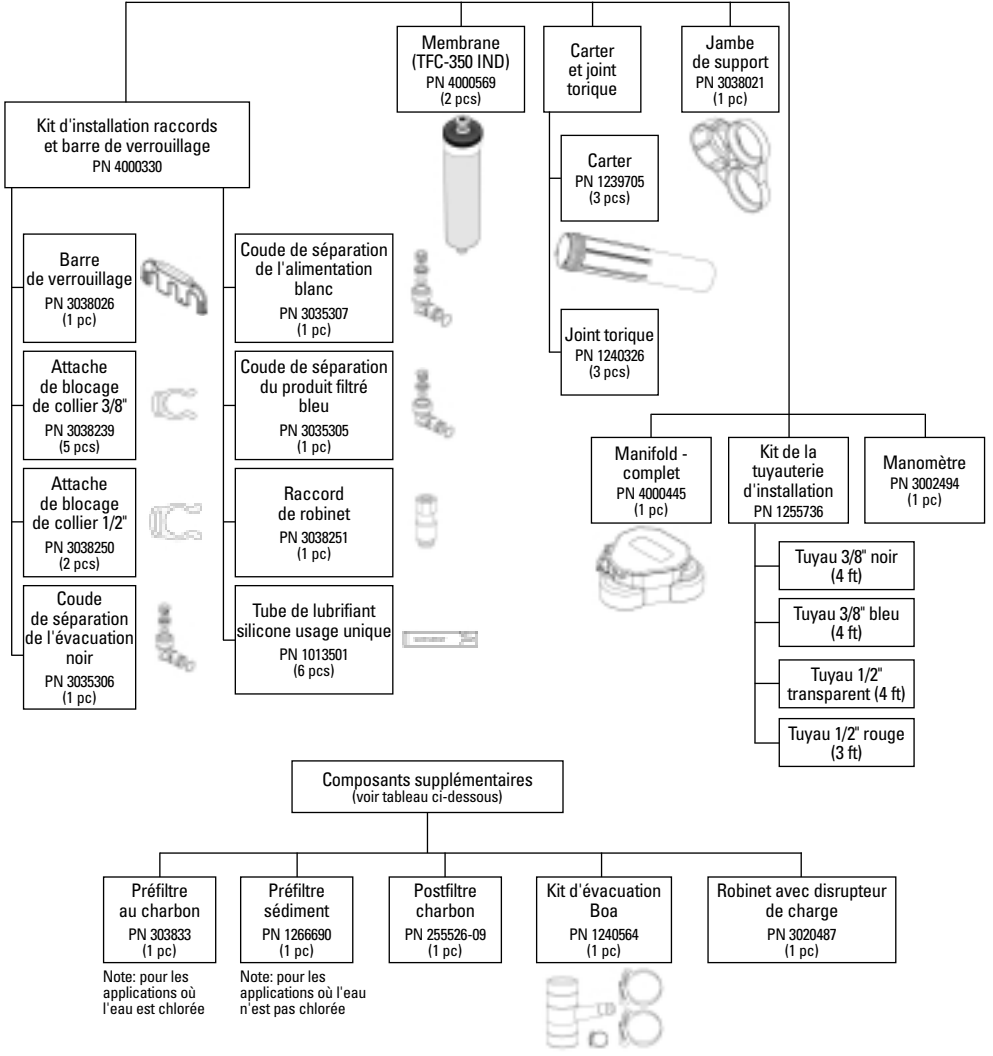 Membrane
(TFC-350 IND)
PN 4000569
(2 pcs)
Carter
et joint
torique
Jambe
de support
PN 3038021
(1 pc)
Kit d'installation raccords
et barre de verrouillage
PN 4000330
Carter
PN 1239705
(3 pcs)
Joint torique
PN 1240326
(3 pcs)
Barre
de verrouillage
PN 3038026
(1 pc)
Attache
de blocage
de collier 3/8"
PN 3038239
(5 pcs)
Attache
de blocage
de collier 1/2"
PN 3038250
(2 pcs)
Coude
de séparation
de l'évacuation
noir
PN 3035306
(1 pc)
Coude de séparation
de l'alimentation
blanc
PN 3035307
(1 pc)
Coude de séparation
du produit filtré
bleu
PN 3035305
(1 pc)
Raccord
de robinet
PN 3038251
(1 pc)
Tube de lubrifiant
silicone usage unique
PN 1013501
(6 pcs)
Manifold -
complet
PN 4000445
(1 pc)
Kit de la
tuyauterie
d'installation
PN 1255736
Manomètre
PN 3002494
(1 pc)
Tuyau 3/8" noir
(4 ft)
Tuyau 3/8" bleu
(4 ft)
Tuyau 1/2"
transparent (4 ft)
Tuyau 1/2" rouge
(3 ft)
Composants supplémentaires
(voir tableau ci-dessous)
Préfiltre
au charbon
PN 303833
(1 pc)
Note: pour les
applications où
l'eau est chlorée
Préfiltre
sédiment
PN 1266690
(1 pc)
Note: pour les
applications où l'eau
n'est pas chlorée
Postfiltre
charbon
PN 255526-09
(1 pc)
Kit d'évacuation
Boa
PN 1240564
(1 pc)
Robinet avec disrupteur
de charge
PN 3020487
(1 pc)